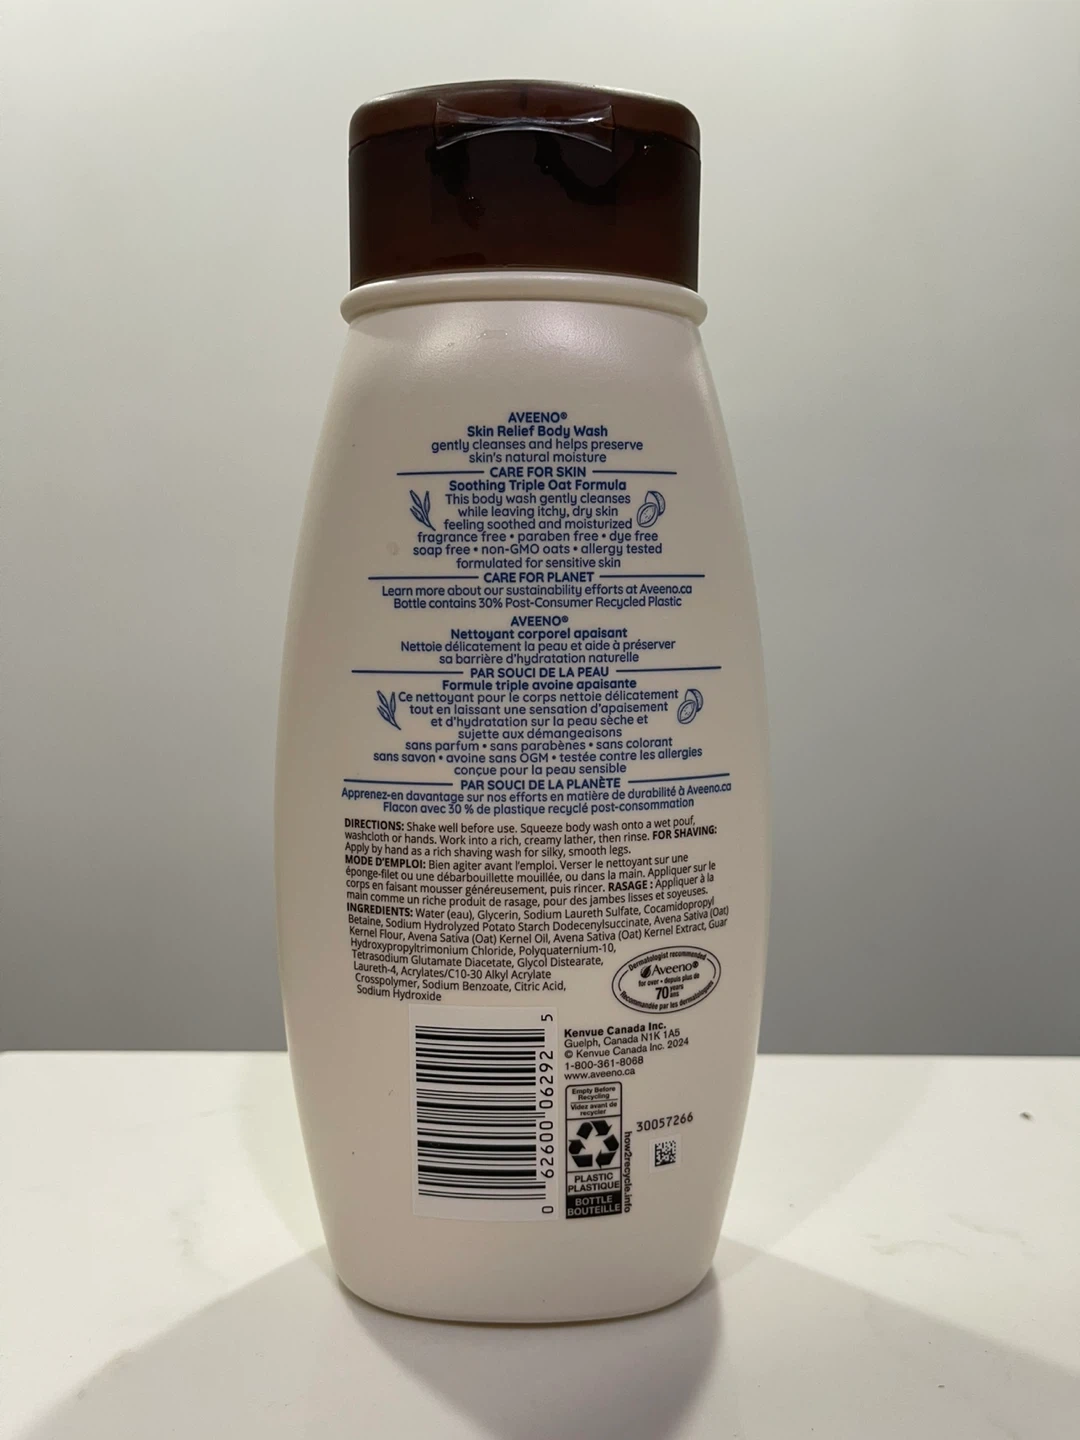 AVEENO®
Skin Relief Body Wash
gently cleanses and helps preserve
skin's natural moisture
CARE FOR SKIN
Soothing Triple Oat Formula
This body wash gently cleanses
while leaving itchy, dry skin
feeling soothed and moisturized
fragrance free • paraben free • dye free
soap free • non-GMO oats • allergy tested
formulated for sensitive skin
CARE FOR PLANET
Learn more about our sustainability efforts at Aveeno.ca
Bottle contains 30% Post-Consumer Recycled Plastic
AVEENO®
Nettoyant corporel apaisant
Nettoie délicatement la peau et aide à préserver
sa barrière d'hydratation naturelle
PAR SOUCI DE LA PEAU
Formule triple avoine apaisante
Ce nettoyant pour le corps nettoie délicatement
tout en laissant une sensation d'apaisement
et d'hydratation sur la peau sèche et
sujette aux démangeaisons
sans parfum • sans parabènes • sans colorant
sans savon • avoine sans OGM • testée contre les allergies
conçue pour la peau sensible
PAR SOUCI DE LA PLANÈTE
Apprenez-en davantage sur nos efforts en matière de durabilité à Aveeno.ca
Flacon avec 30 % de plastique recyclé post-consommation
DIRECTIONS: Shake well before use. Squeeze body wash onto a wet pouf,
washcloth or hands. Work into a rich, creamy lather, then rinse. FOR SHAVING:
Apply by hand as a rich shaving wash for silky, smooth legs.
MODE D'EMPLOI: Bien agiter avant l'emploi. Verser le nettoyant sur une
éponge-filet ou une débarbouillette mouillée, ou dans la main. Appliquer sur le
corps en faisant mousser généreusement, puis rincer. RASAGE : Appliquer à la
main comme un riche produit de rasage, pour des jambes lisses et soyeuses.
INGREDIENTS: Water (eau), Glycerin, Sodium Laureth Sulfate, Cocamidopropyl
Betaine, Sodium Hydrolyzed Potato Starch Dodecenylsuccinate, Avena Sativa (Oat)
Kernel Flour, Avena Sativa (Oat) Kernel Oil, Avena Sativa (Oat) Kernel Extract, Guar
Hydroxypropyltrimonium Chloride, Polyquaternium-10,
Tetrasodium Glutamate Diacetate, Glycol Distearate,
Laureth-4, Acrylates/C10-30 Alkyl Acrylate
Crosspolymer, Sodium Benzoate, Citric Acid,
Sodium Hydroxide
Dermatologist recommended
Aveeno®
for over • depuis plus de
70 years
ans
Recommandée par les dermatologues
0 62600 06292 5
Kenvue Canada Inc.
Guelph, Canada N1K 1A5
© Kenvue Canada Inc. 2024
1-800-361-8068
www.aveeno.ca
Empty Before
Recycling
Videz avant de
recycler
PLASTIC
PLASTIQUE
BOTTLE
BOUTEILLE
how2recycle.info
30057266